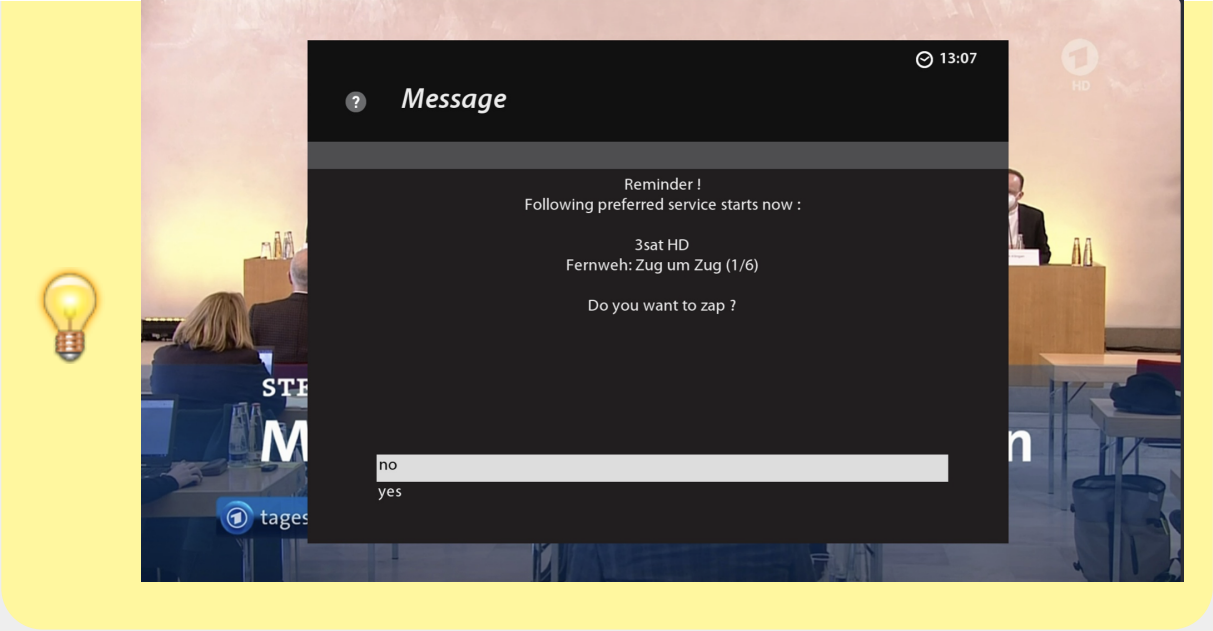 13:07
HD
? Message
Reminder !
Following preferred service starts now :
3sat HD
Fernweh: Zug um Zug (1/6)
Do you want to zap ?
STE
M
n
no
yes
1 tages